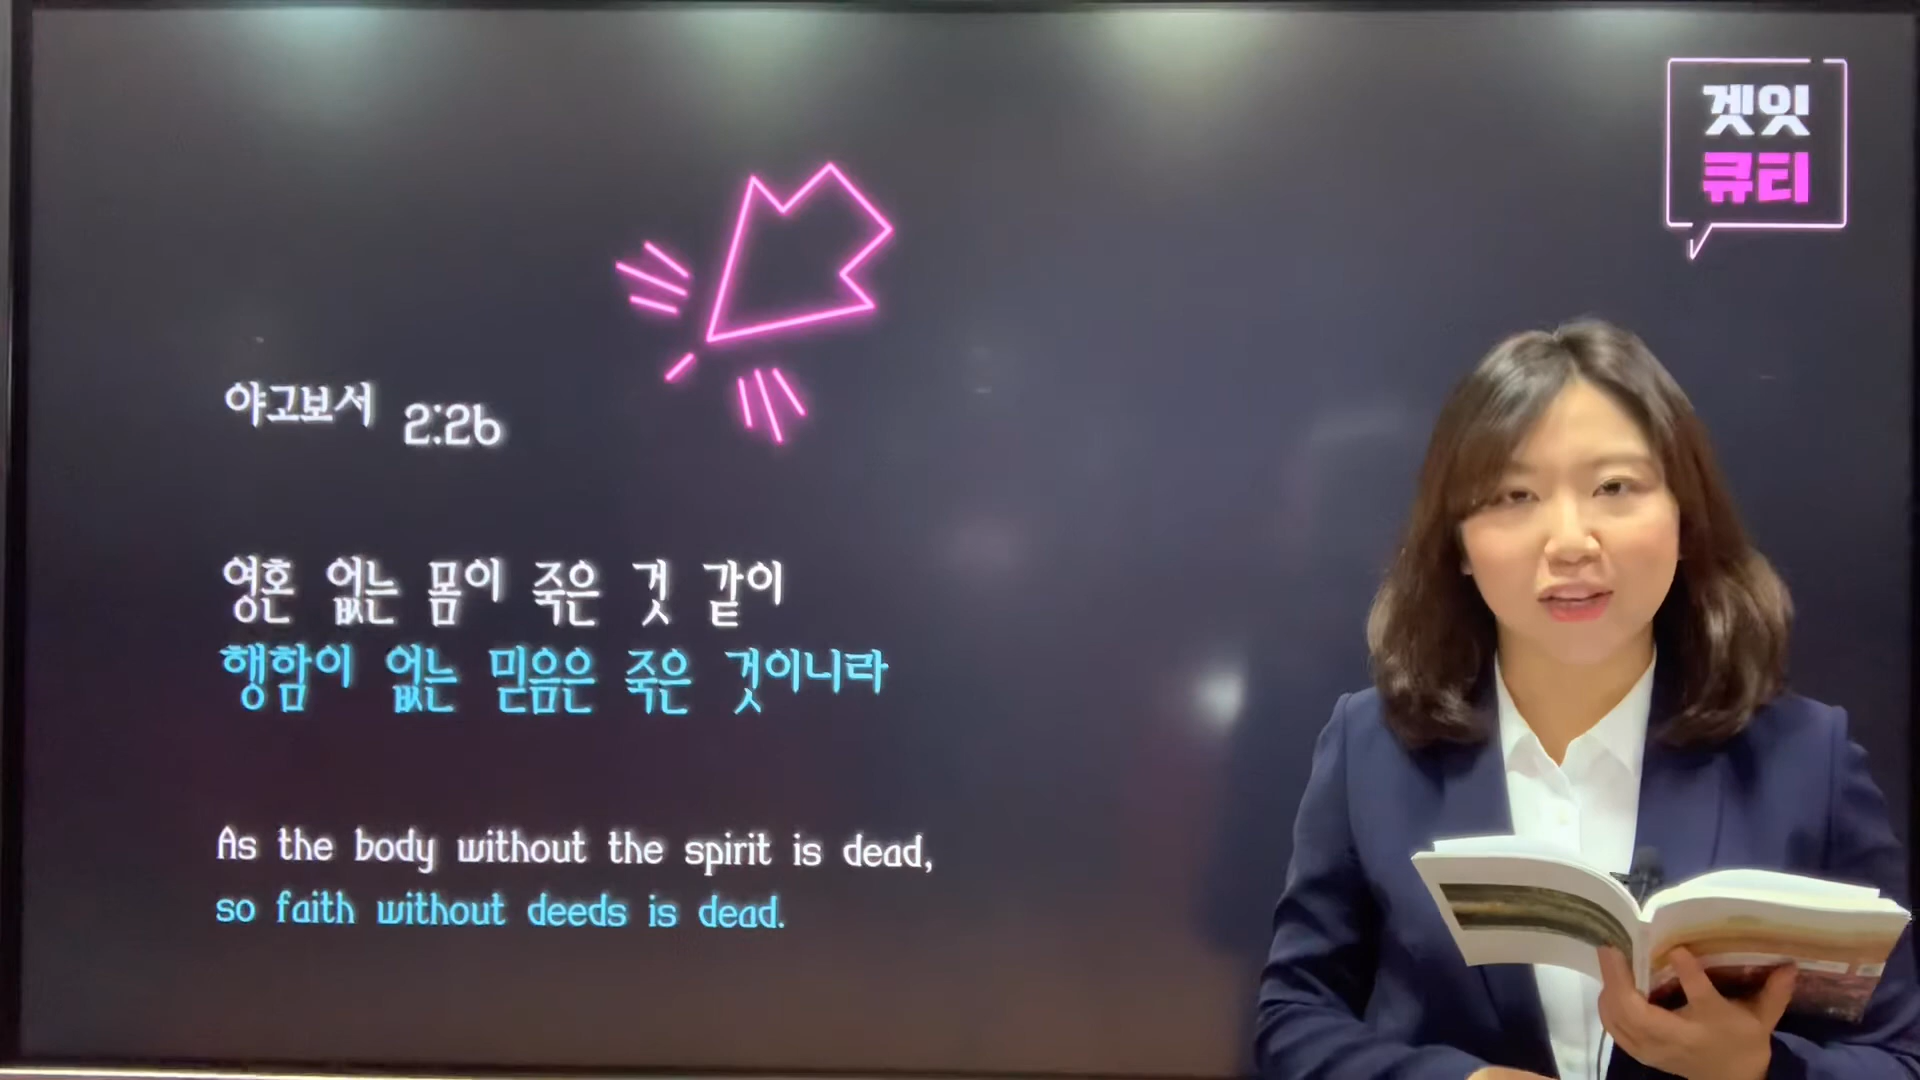 겟잇
큐티
야고보서 2:26
영혼 없는 몸이 죽은 것 같이
행함이 없는 믿음은 죽은 것이니라
As the body without the spirit is dead,
so faith without deeds is dead.